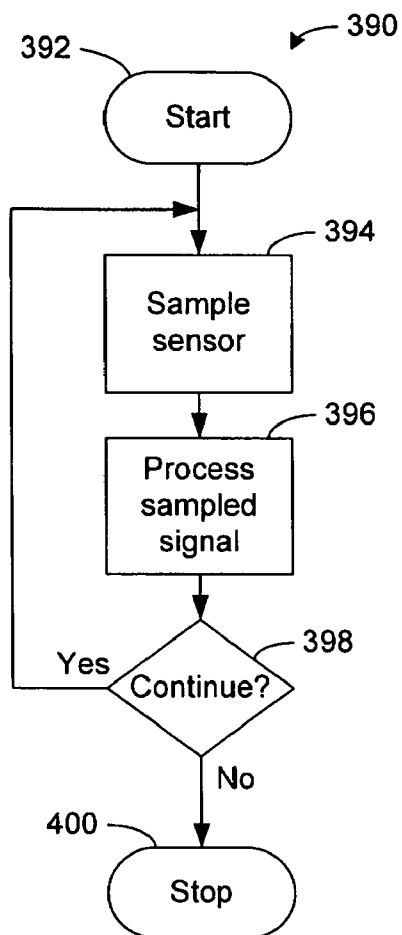 390
392
Start
394
Sample
sensor
396
Process
sampled
signal
398
Yes
Continue?
No
400
Stop